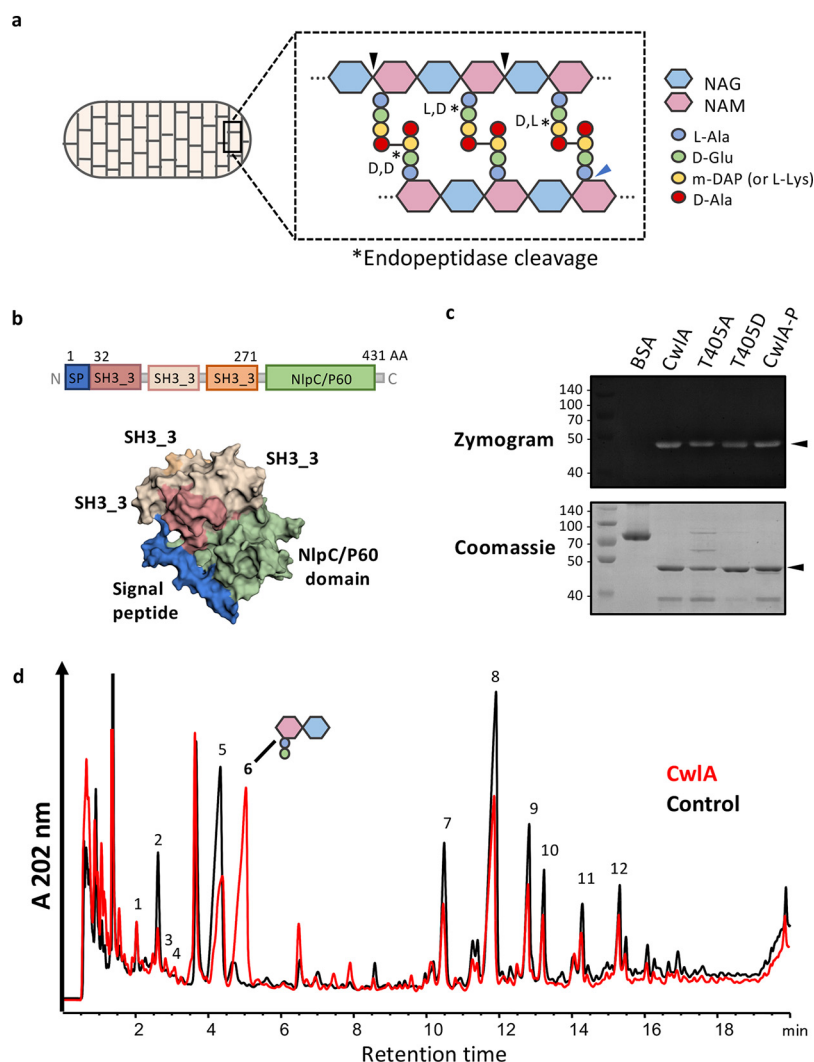 a
NAG
NAM
L-Ala
D-Glu
m-DAP (or L-Lys)
D-Ala
L,D *
D,L *
*
D,D
*Endopeptidase cleavage
b
1 32 271 431 AA
N SP SH3_3 SH3_3 SH3_3 NlpC/P60 C
SH3_3
SH3_3
SH3_3
NlpC/P60
domain
Signal
peptide
c
BSA
CwlA
T405A
T405D
CwlA-P
Zymogram
140
100
70
50
40
Coomassie
140
100
70
50
40
d
A 202 nm
1
2
3
4
5
6
7
8
9
10
11
12
CwlA
Control
2 4 6 8 10 12 14 16 18 min
Retention time